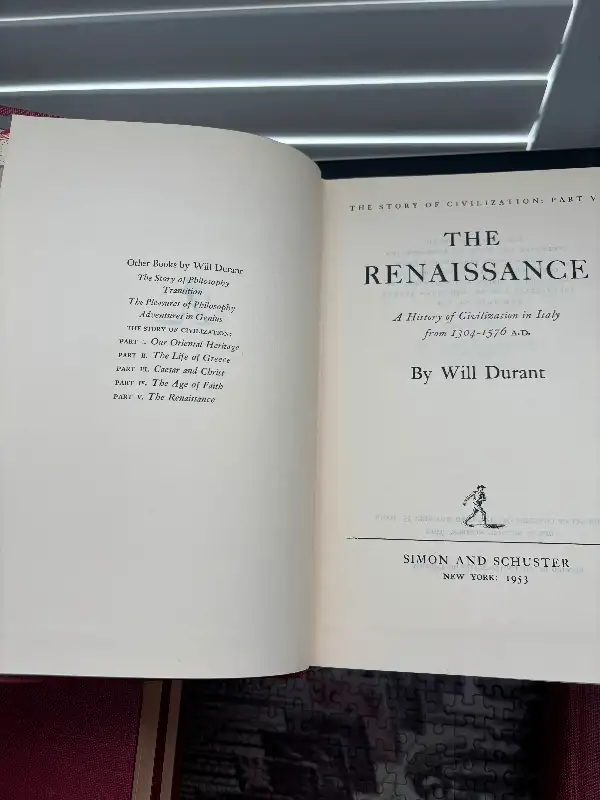 Other Books by Will Durant
The Story of Philosophy
Transition
The Pleasures of Philosophy
Adventures in Genius
THE STORY OF CIVILIZATION:
PART I. Our Oriental Heritage
PART II. The Life of Greece
PART III. Caesar and Christ
PART IV. The Age of Faith
PART V. The Renaissance
THE STORY OF CIVILIZATION: PART V
THE
RENAISSANCE
A History of Civilization in Italy
from 1304-1576 A.D.
By Will Durant
SIMON AND SCHUSTER
NEW YORK: 1953